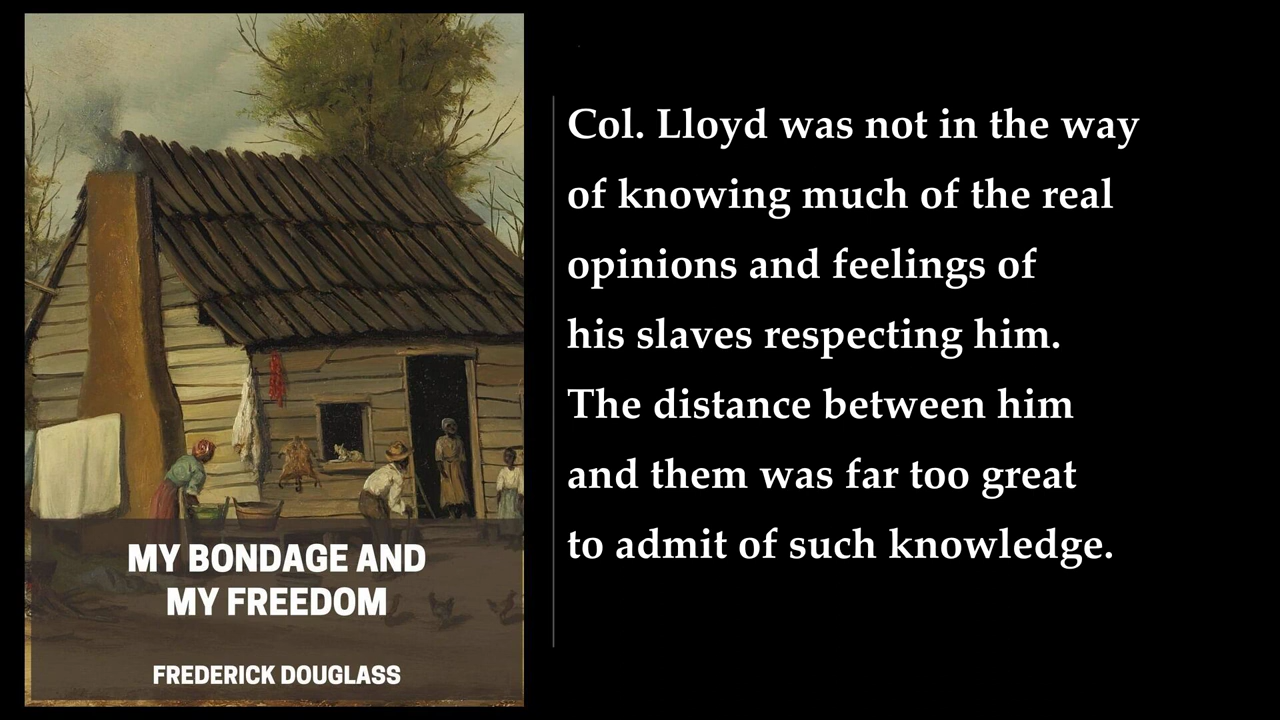 MY BONDAGE AND
MY FREEDOM
FREDERICK DOUGLASS
Col. Lloyd was not in the way
of knowing much of the real
opinions and feelings of
his slaves respecting him.
The distance between him
and them was far too great
to admit of such knowledge.